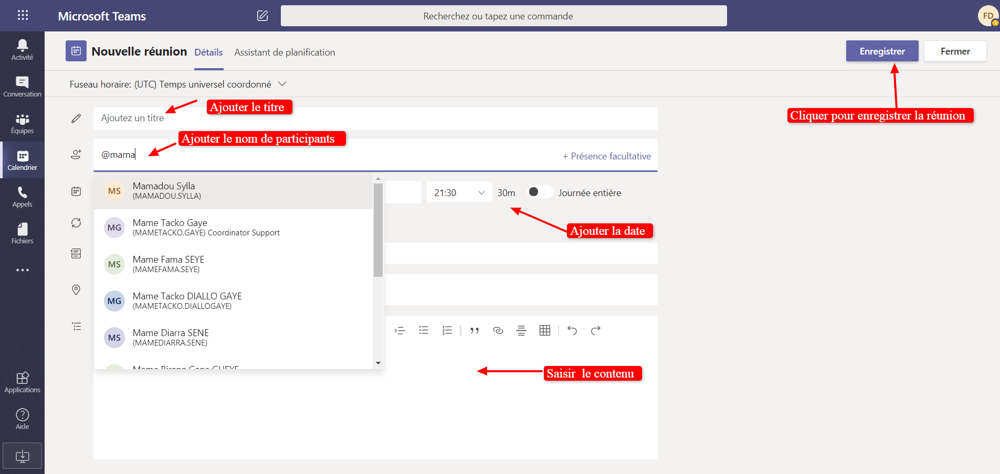 Microsoft Teams
Recherchez ou tapez une commande
FD
Activité
Conversation
Équipes
Calendrier
Appels
Fichiers
Applications
Aide
Nouvelle réunion
Détails
Assistant de planification
Enregistrer
Fermer
Fuseau horaire: (UTC) Temps universel coordonné
Ajouter le titre
Cliquer pour enregistrer la réunion
Ajoutez un titre
Ajouter le nom de participants
@mama
+ Présence facultative
MS
Mamadou Sylla
(MAMADOU.SYLLA)
21:30
30m
Journée entière
MG
Mame Tacko Gaye
(MAMETACKO.GAYE) Coordinator Support
Ajouter la date
MS
Mame Fama SEYE
(MAMEFAMA.SEYE)
MG
Mame Tacko DIALLO GAYE
(MAMETACKO.DIALLOGAYE)
MS
Mame Diarra SENE
(MAMEDIARRA.SENE)
Mame Birane Gana GUEYE
Saisir le contenu